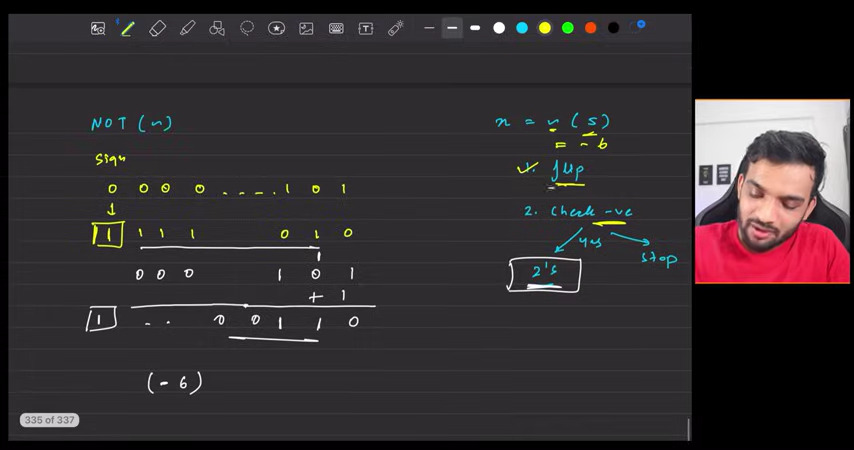 NOT (n)
sign
0 0 0 0 . . . . . . . 1 0 1
↓
1 1 1 1 0 1 0
1
0 0 0 1 0 1
+ 1
1 . . 0 0 1 1 0
(- 6)
x = ~ (5)
= - 6
1. flip
2. Check -ve
yes
stop
2's
335 of 337